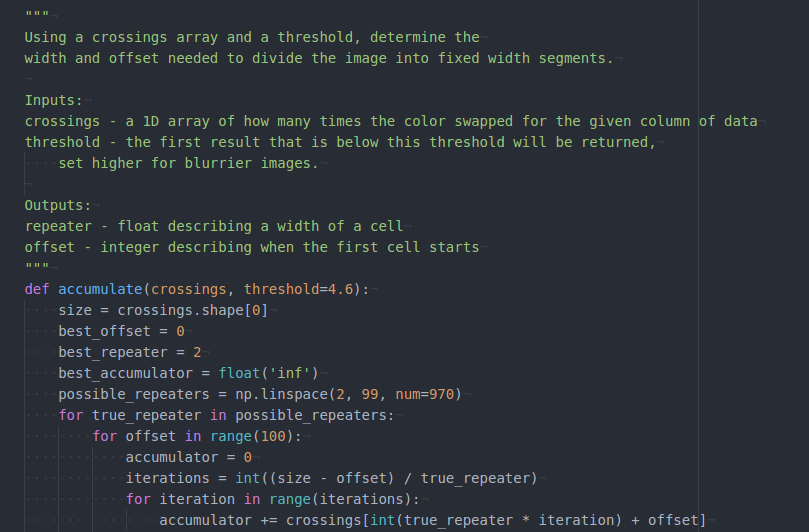 """
Using a crossings array and a threshold, determine the
width and offset needed to divide the image into fixed width segments.

Inputs:
crossings - a 1D array of how many times the color swapped for the given column of data
threshold - the first result that is below this threshold will be returned,
    set higher for blurrier images.

Outputs:
repeater - float describing a width of a cell
offset - integer describing when the first cell starts
"""
def accumulate(crossings, threshold=4.6):
    size = crossings.shape[0]
    best_offset = 0
    best_repeater = 2
    best_accumulator = float('inf')
    possible_repeaters = np.linspace(2, 99, num=970)
    for true_repeater in possible_repeaters:
        for offset in range(100):
            accumulator = 0
            iterations = int((size - offset) / true_repeater)
            for iteration in range(iterations):
                accumulator += crossings[int(true_repeater * iteration) + offset]